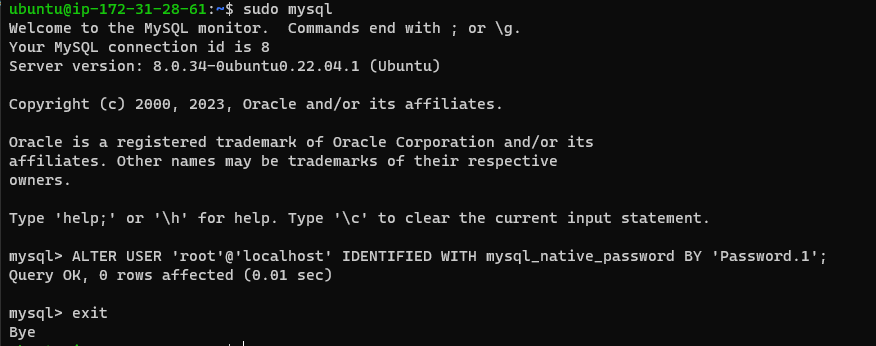 ubuntu@ip-172-31-28-61:~$ sudo mysql
Welcome to the MySQL monitor.  Commands end with ; or \g.
Your MySQL connection id is 8
Server version: 8.0.34-0ubuntu0.22.04.1 (Ubuntu)
Copyright (c) 2000, 2023, Oracle and/or its affiliates.
Oracle is a registered trademark of Oracle Corporation and/or its
affiliates. Other names may be trademarks of their respective
owners.
Type 'help;' or '\h' for help. Type '\c' to clear the current input statement.
mysql> ALTER USER 'root'@'localhost' IDENTIFIED WITH mysql_native_password BY 'Password.1';
Query OK, 0 rows affected (0.01 sec)
mysql> exit
Bye